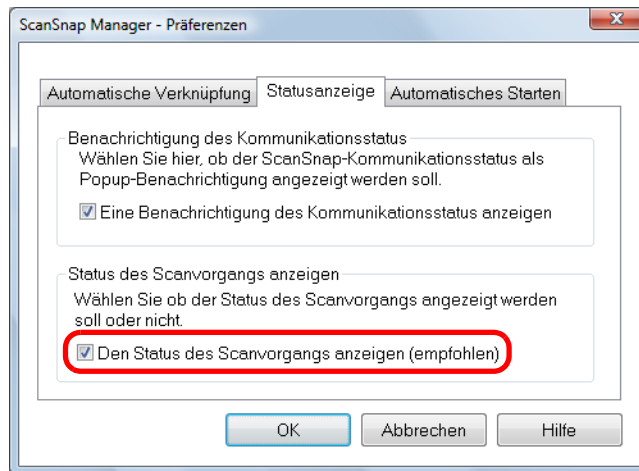 ScanSnap Manager - Präferenzen
Automatische Verknüpfung
Statusanzeige
Automatisches Starten
Benachrichtigung des Kommunikationsstatus
Wählen Sie hier, ob der ScanSnap-Kommunikationsstatus als
Popup-Benachrichtigung angezeigt werden soll.
Eine Benachrichtigung des Kommunikationsstatus anzeigen
Status des Scanvorgangs anzeigen
Wählen Sie ob der Status des Scanvorgangs angezeigt werden
soll oder nicht.
Den Status des Scanvorgangs anzeigen (empfohlen)
OK
Abbrechen
Hilfe